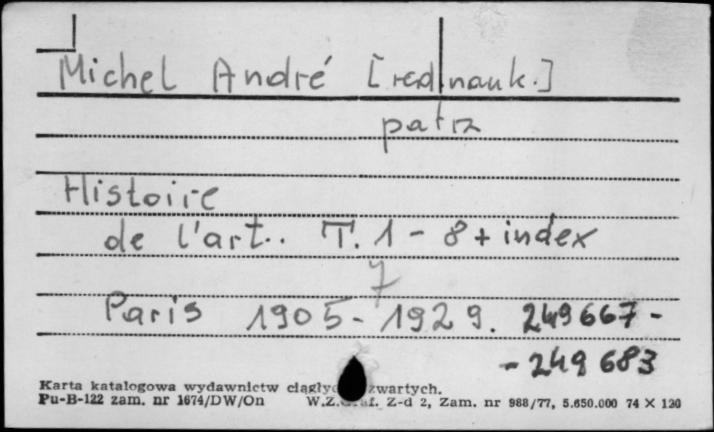 Michel André [red. nauk.]
patrz
Histoire
de l'art.. T. 1 - 8 + index
7
Paris 1905 - 1929. 249667 -
- 249683
Karta katalogowa wydawnictw zwartych.
Pu-B-122 zam. nr 1674/DW/On Z-d 2, Zam. nr 988/77, 5.650.000 74 X 120